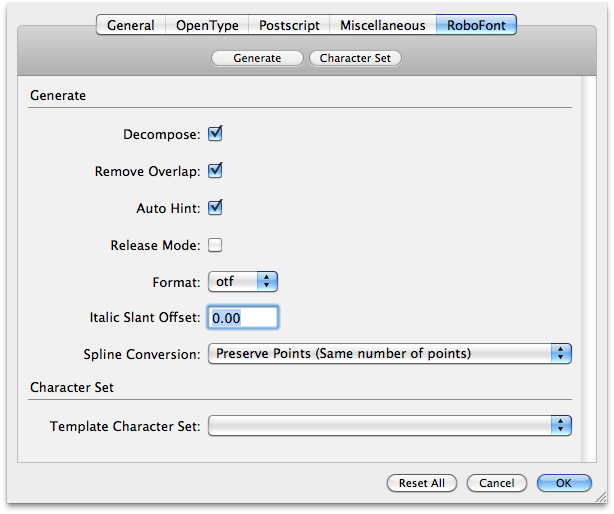 General OpenType Postscript Miscellaneous RoboFont
Generate Character Set
Generate
Decompose:
Remove Overlap:
Auto Hint:
Release Mode:
Format: otf
Italic Slant Offset: 0.00
Spline Conversion: Preserve Points (Same number of points)
Character Set
Template Character Set:
Reset All Cancel OK